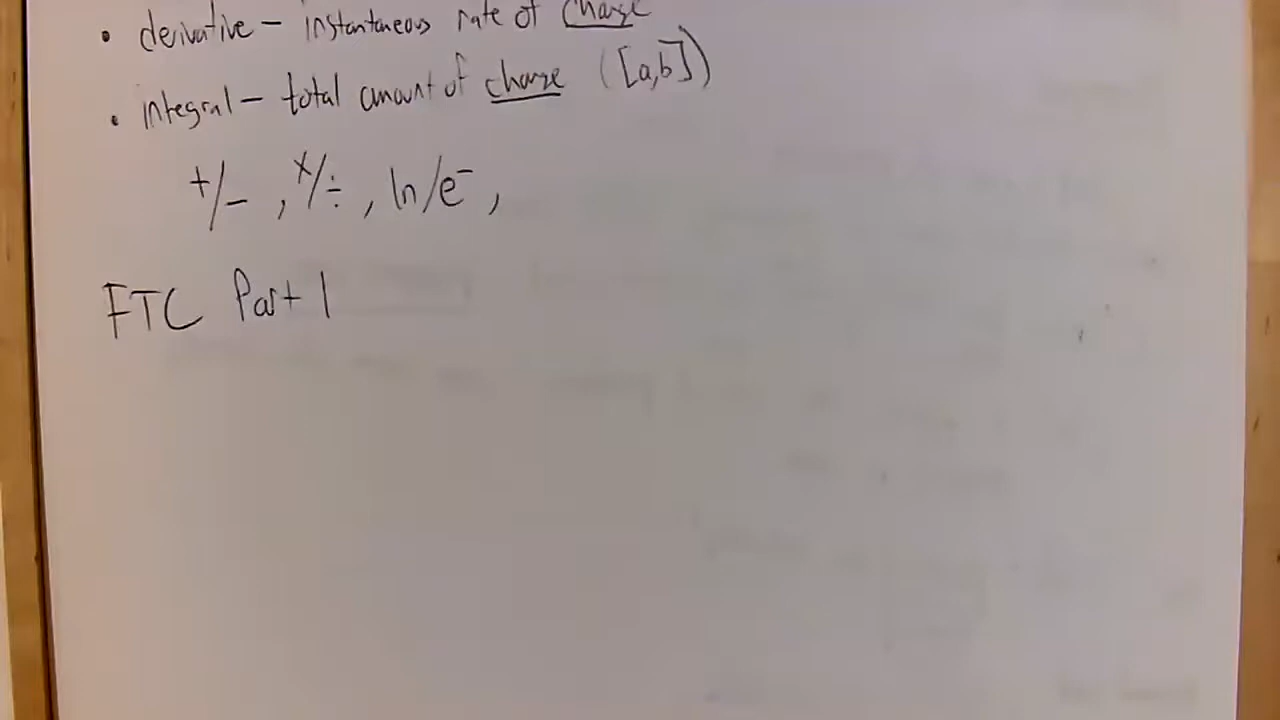 • derivative – instantaneous rate of change
• integral – total amount of change ([a,b])
+/- , ×/÷ , ln/e⁻ ,
FTC Part 1